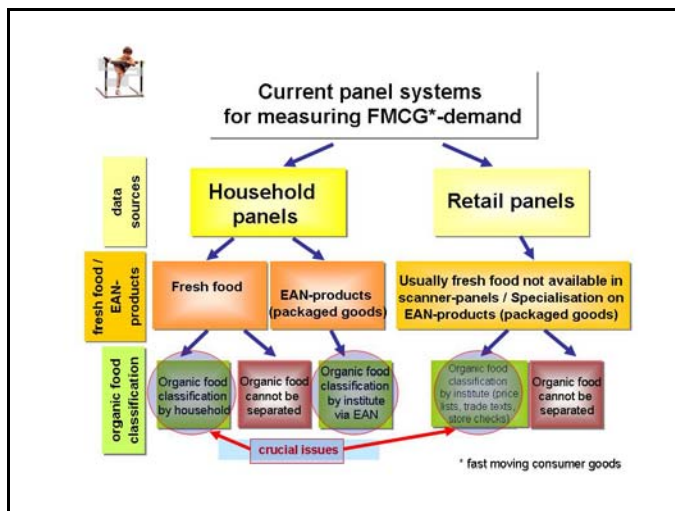 Current panel systems
for measuring FMCG*-demand
data
sources
Household
panels
Retail panels
fresh food /
EAN-
products
Fresh food
EAN-products
(packaged goods)
Usually fresh food not available in
scanner-panels / Specialisation on
EAN-products (packaged goods)
organic food
classification
Organic food
classification
by household
Organic food
cannot be
separated
Organic food
classification
by institute
via EAN
Organic food
classification
by institute (price
lists, trade texts,
store checks)
Organic food
cannot be
separated
crucial issues
* fast moving consumer goods